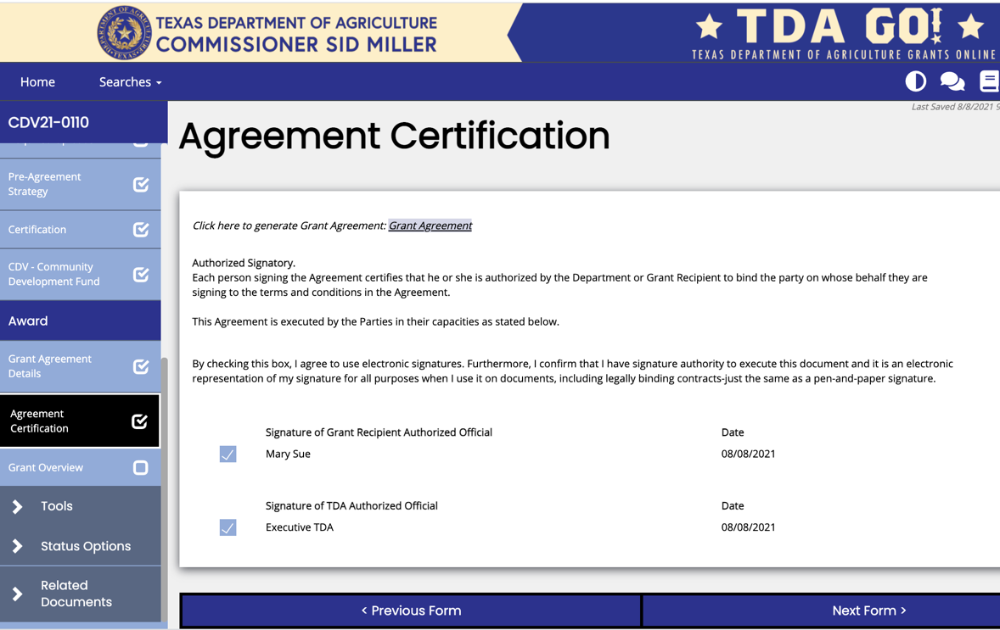 TEXAS DEPARTMENT OF AGRICULTURE
COMMISSIONER SID MILLER
TDA GO!
TEXAS DEPARTMENT OF AGRICULTURE GRANTS ONLINE
Home
Searches
Last Saved 8/8/2021 9
CDV21-0110
Pre-Agreement
Strategy
Certification
CDV - Community
Development Fund
Award
Grant Agreement
Details
Agreement
Certification
Grant Overview
Tools
Status Options
Related
Documents
Agreement Certification
Click here to generate Grant Agreement: Grant Agreement
Authorized Signatory.
Each person signing the Agreement certifies that he or she is authorized by the Department or Grant Recipient to bind the party on whose behalf they are
signing to the terms and conditions in the Agreement.
This Agreement is executed by the Parties in their capacities as stated below.
By checking this box, I agree to use electronic signatures. Furthermore, I confirm that I have signature authority to execute this document and it is an electronic
representation of my signature for all purposes when I use it on documents, including legally binding contracts-just the same as a pen-and-paper signature.
Signature of Grant Recipient Authorized Official Date
Mary Sue 08/08/2021
Signature of TDA Authorized Official Date
Executive TDA 08/08/2021
< Previous Form
Next Form >